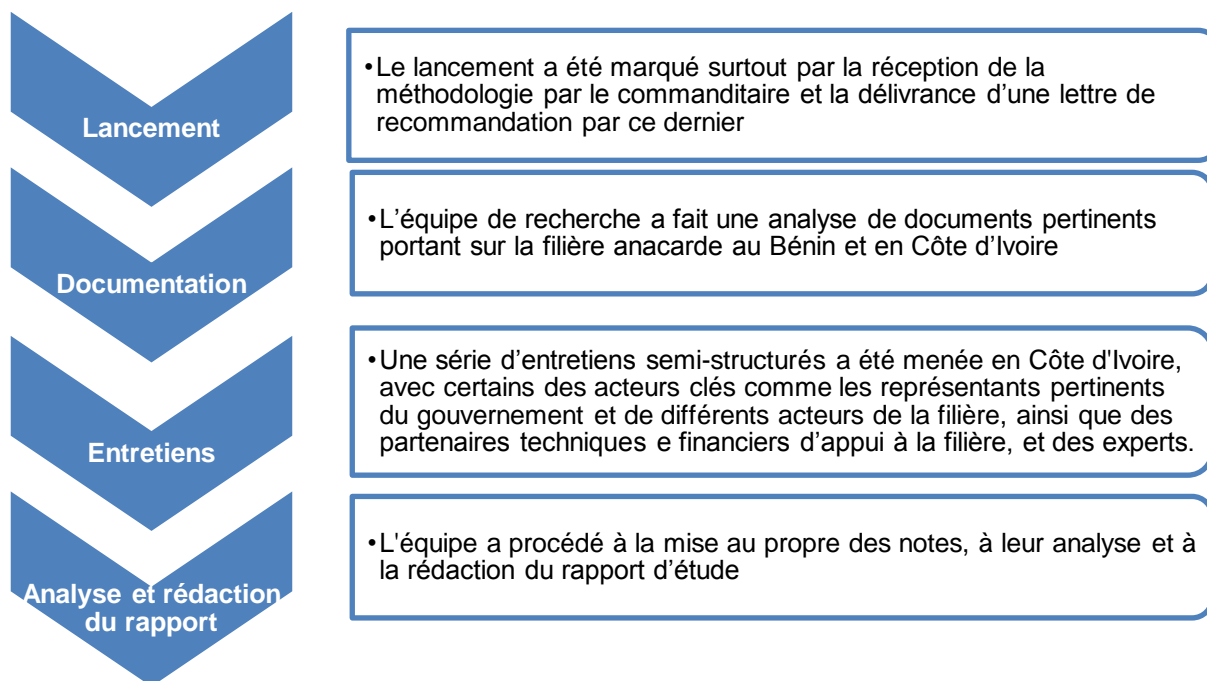 Lancement
•Le lancement a été marqué surtout par la réception de la
méthodologie par le commanditaire et la délivrance d’une lettre de
recommandation par ce dernier
Documentation
•L’équipe de recherche a fait une analyse de documents pertinents
portant sur la filière anacarde au Bénin et en Côte d’Ivoire
Entretiens
•Une série d’entretiens semi-structurés a été menée en Côte d'Ivoire,
avec certains des acteurs clés comme les représentants pertinents
du gouvernement et de différents acteurs de la filière, ainsi que des
partenaires techniques e financiers d’appui à la filière, et des experts.
Analyse et rédaction
du rapport
•L'équipe a procédé à la mise au propre des notes, à leur analyse et à
la rédaction du rapport d’étude